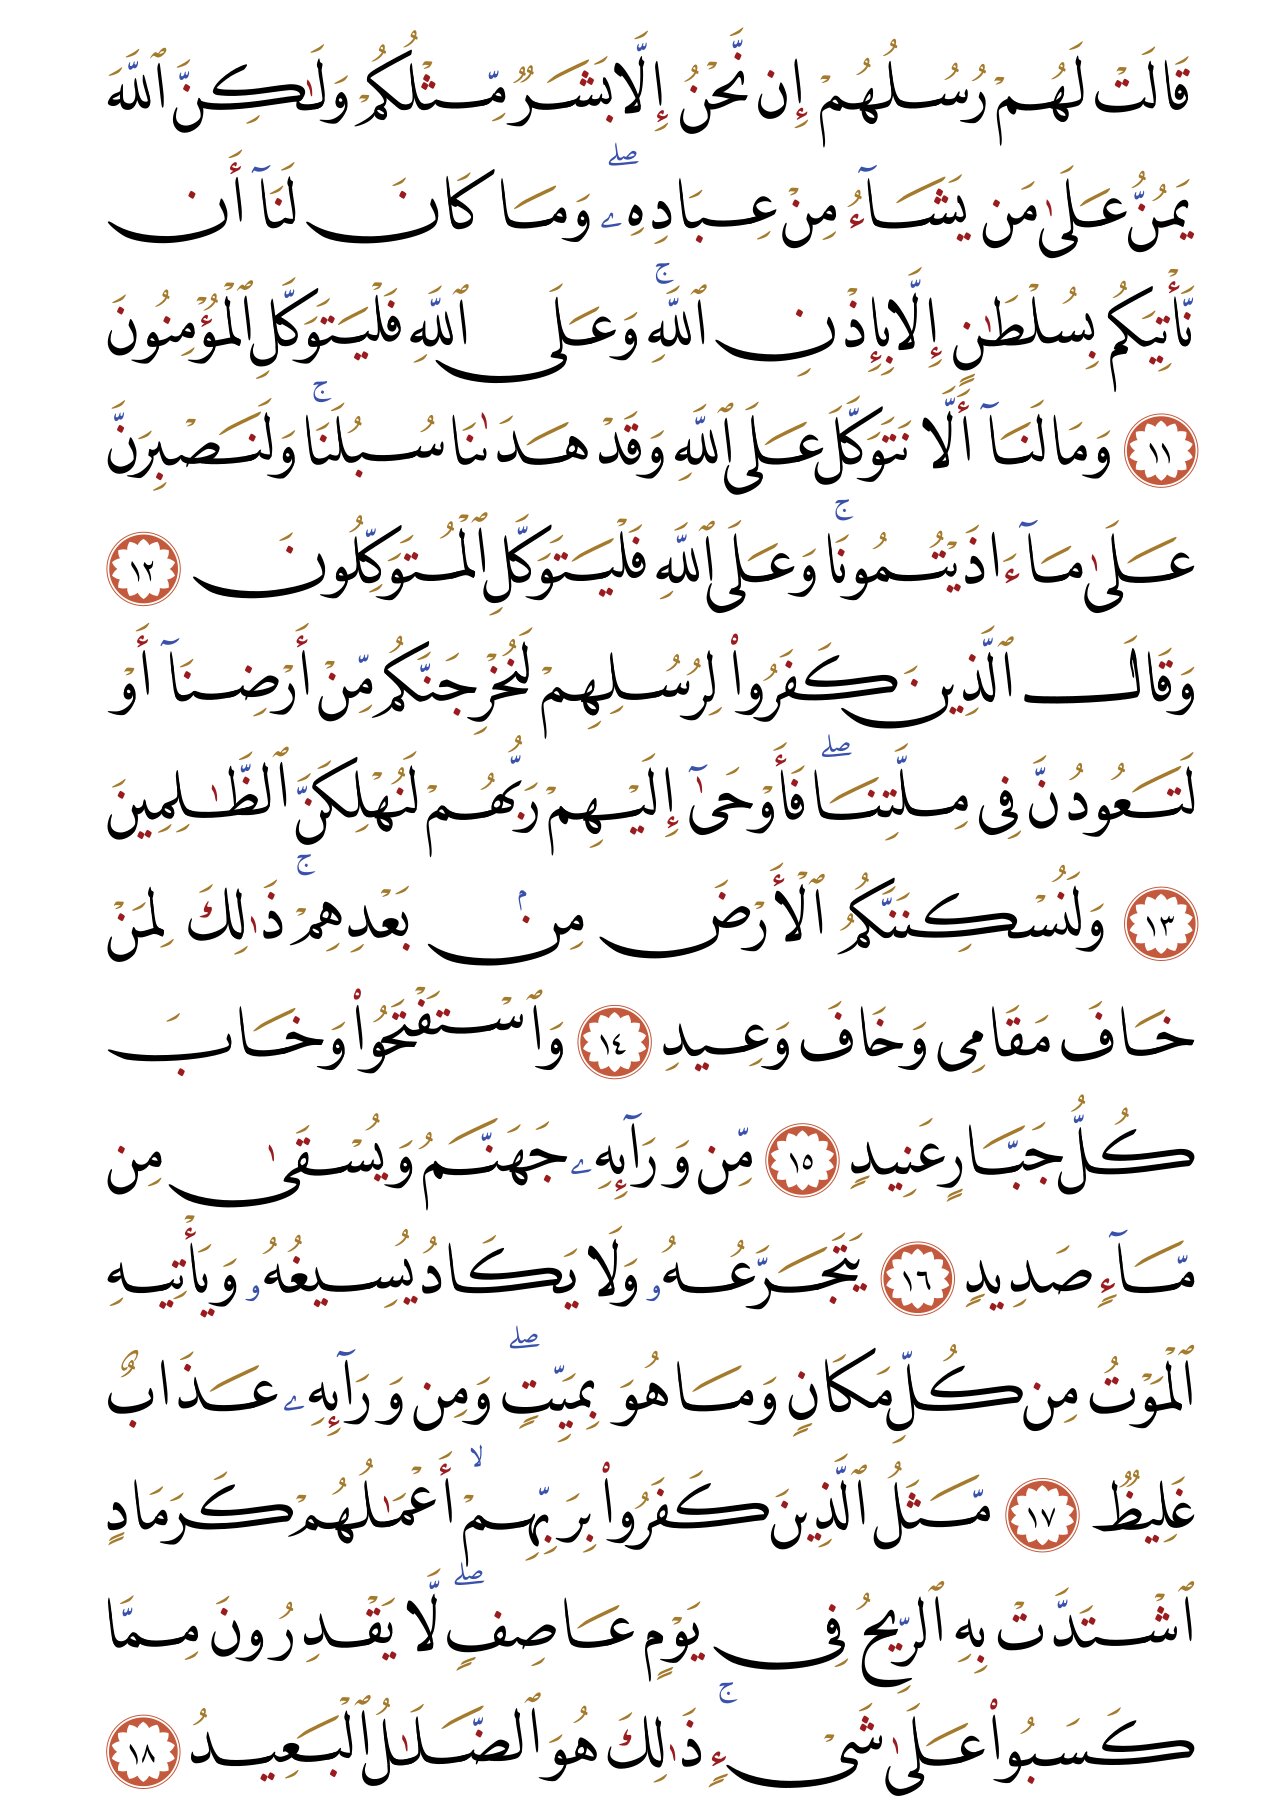 قَالَتْ لَهُمْ رُسُلُهُمْ إِن نَّحْنُ إِلَّا بَشَرٌ مِّثْلُكُمْ وَلَٰكِنَّ ٱللَّهَ
يَمُنُّ عَلَىٰ مَن يَشَآءُ مِنْ عِبَادِهِۦ ۖ وَمَا كَانَ لَنَآ أَن
نَّأْتِيَكُم بِسُلْطَٰنٍ إِلَّا بِإِذْنِ ٱللَّهِ ۚ وَعَلَى ٱللَّهِ فَلْيَتَوَكَّلِ ٱلْمُؤْمِنُونَ
١١ وَمَا لَنَآ أَلَّا نَتَوَكَّلَ عَلَى ٱللَّهِ وَقَدْ هَدَىٰنَا سُبُلَنَا ۚ وَلَنَصْبِرَنَّ
عَلَىٰ مَآ ءَاذَيْتُمُونَا ۚ وَعَلَى ٱللَّهِ فَلْيَتَوَكَّلِ ٱلْمُتَوَكِّلُونَ ١٢
وَقَالَ ٱلَّذِينَ كَفَرُوا۟ لِرُسُلِهِمْ لَنُخْرِجَنَّكُم مِّنْ أَرْضِنَآ أَوْ
لَتَعُودُنَّ فِى مِلَّتِنَا ۖ فَأَوْحَىٰٓ إِلَيْهِمْ رَبُّهُمْ لَنُهْلِكَنَّ ٱلظَّٰلِمِينَ
١٣ وَلَنُسْكِنَنَّكُمُ ٱلْأَرْضَ مِنۢ بَعْدِهِمْ ۚ ذَٰلِكَ لِمَنْ
خَافَ مَقَامِى وَخَافَ وَعِيدِ ١٤ وَٱسْتَفْتَحُوا۟ وَخَابَ
كُلُّ جَبَّارٍ عَنِيدٍ ١٥ مِّن وَرَآئِهِۦ جَهَنَّمُ وَيُسْقَىٰ مِن
مَّآءٍ صَدِيدٍ ١٦ يَتَجَرَّعُهُۥ وَلَا يَكَادُ يُسِيغُهُۥ وَيَأْتِيهِ
ٱلْمَوْتُ مِن كُلِّ مَكَانٍ وَمَا هُوَ بِمَيِّتٍ ۖ وَمِن وَرَآئِهِۦ عَذَابٌ
غَلِيظٌ ١٧ مَّثَلُ ٱلَّذِينَ كَفَرُوا۟ بِرَبِّهِمْ ۙ أَعْمَٰلُهُمْ كَرَمَادٍ
ٱشْتَدَّتْ بِهِ ٱلرِّيحُ فِى يَوْمٍ عَاصِفٍ ۖ لَّا يَقْدِرُونَ مِمَّا
كَسَبُوا۟ عَلَىٰ شَىْءٍ ۚ ذَٰلِكَ هُوَ ٱلضَّلَٰلُ ٱلْبَعِيدُ ١٨